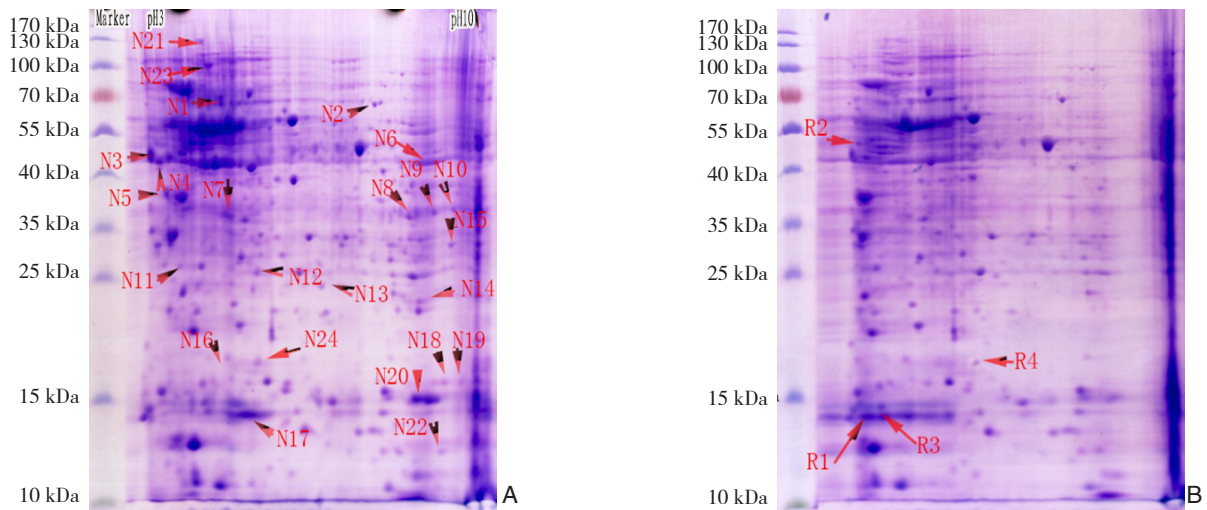 Marker pH3 pH10
170 kDa
130 kDa
100 kDa
70 kDa
55 kDa
40 kDa
35 kDa
25 kDa
15 kDa
10 kDa
N21
N23
N1
N2
N6
N3
N4
N7
N9
N10
N5
N8
N15
N11
N12
N13
N14
N16
N24
N18
N19
N20
N17
N22
A
170 kDa
130 kDa
100 kDa
70 kDa
55 kDa
40 kDa
35 kDa
25 kDa
15 kDa
10 kDa
R2
R4
R1
R3
B